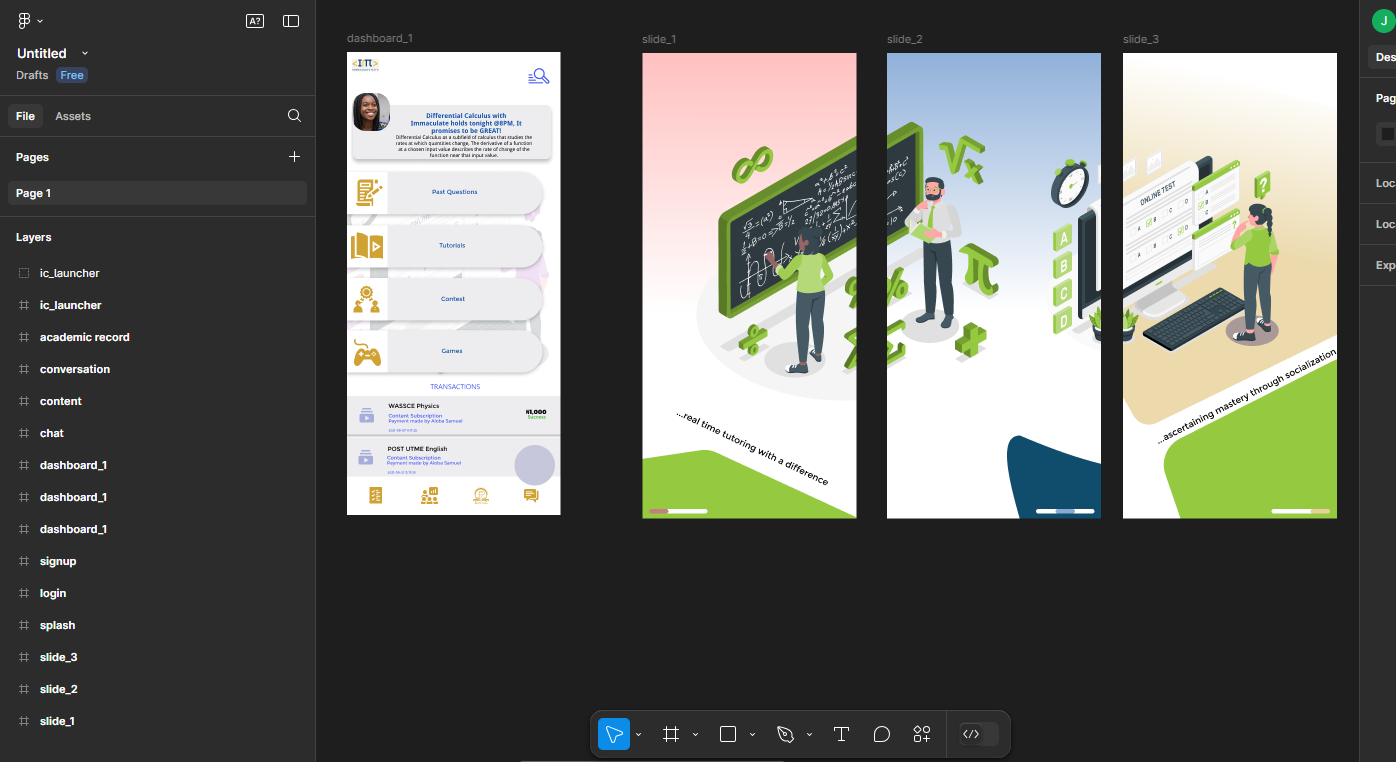 A?
Untitled
Drafts Free
File Assets
Pages
Page 1
Layers
ic_launcher
ic_launcher
academic record
conversation
content
chat
dashboard_1
dashboard_1
dashboard_1
signup
login
splash
slide_3
slide_2
slide_1
dashboard_1
Differential Calculus with
Immaculate holds tonight @8PM, It
promises to be GREAT!
Differential Calculus as a subfield of calculus that studies the
rates at which quantities change, The derivative of a function
at a chosen input value describes the rate of change of the
function near that input value.
Past Questions
Tutorials
Contest
Games
TRANSACTIONS
WASSCE Physics
Content Subscription
Payment made by Aloba Samuel
₦1,000
Success
POST UTME English
Content Subscription
Payment made by Aloba Samuel
slide_1
...real time tutoring with a difference
slide_2
A
B
C
D
slide_3
ONLINE TEST
?
...ascertaining mastery through socialization
J
Des
Pag
Loc
Loc
Exp